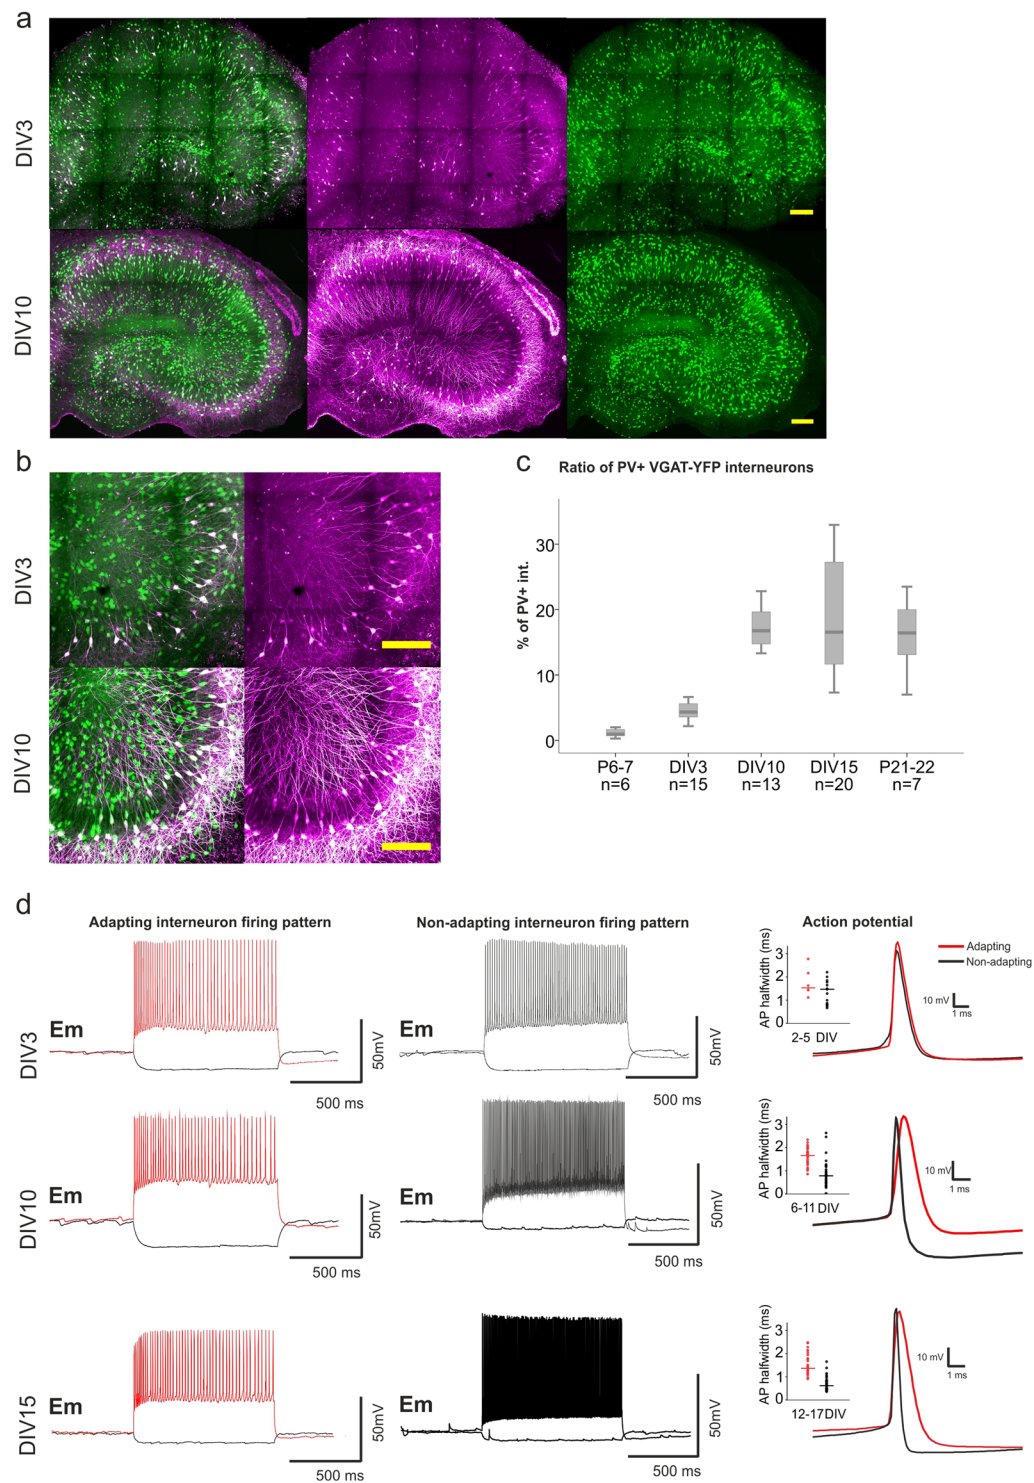 a
DIV3
DIV10
b
DIV3
DIV10
c
Ratio of PV+ VGAT-YFP interneurons
% of PV+ int.
30
20
10
0
P6-7 DIV3 DIV10 DIV15 P21-22
n=6 n=15 n=13 n=20 n=7
d
Adapting interneuron firing pattern
Non-adapting interneuron firing pattern
Action potential
DIV3
Em
50mV
500 ms
Em
50mV
500 ms
AP halfwidth (ms)
3
2
1
0
2-5 DIV
Adapting
Non-adapting
10 mV
1 ms
DIV10
Em
50mV
500 ms
Em
50mV
500 ms
AP halfwidth (ms)
3
2
1
0
6-11 DIV
10 mV
1 ms
DIV15
Em
50mV
500 ms
Em
50mV
500 ms
AP halfwidth (ms)
3
2
1
0
12-17DIV
10 mV
1 ms